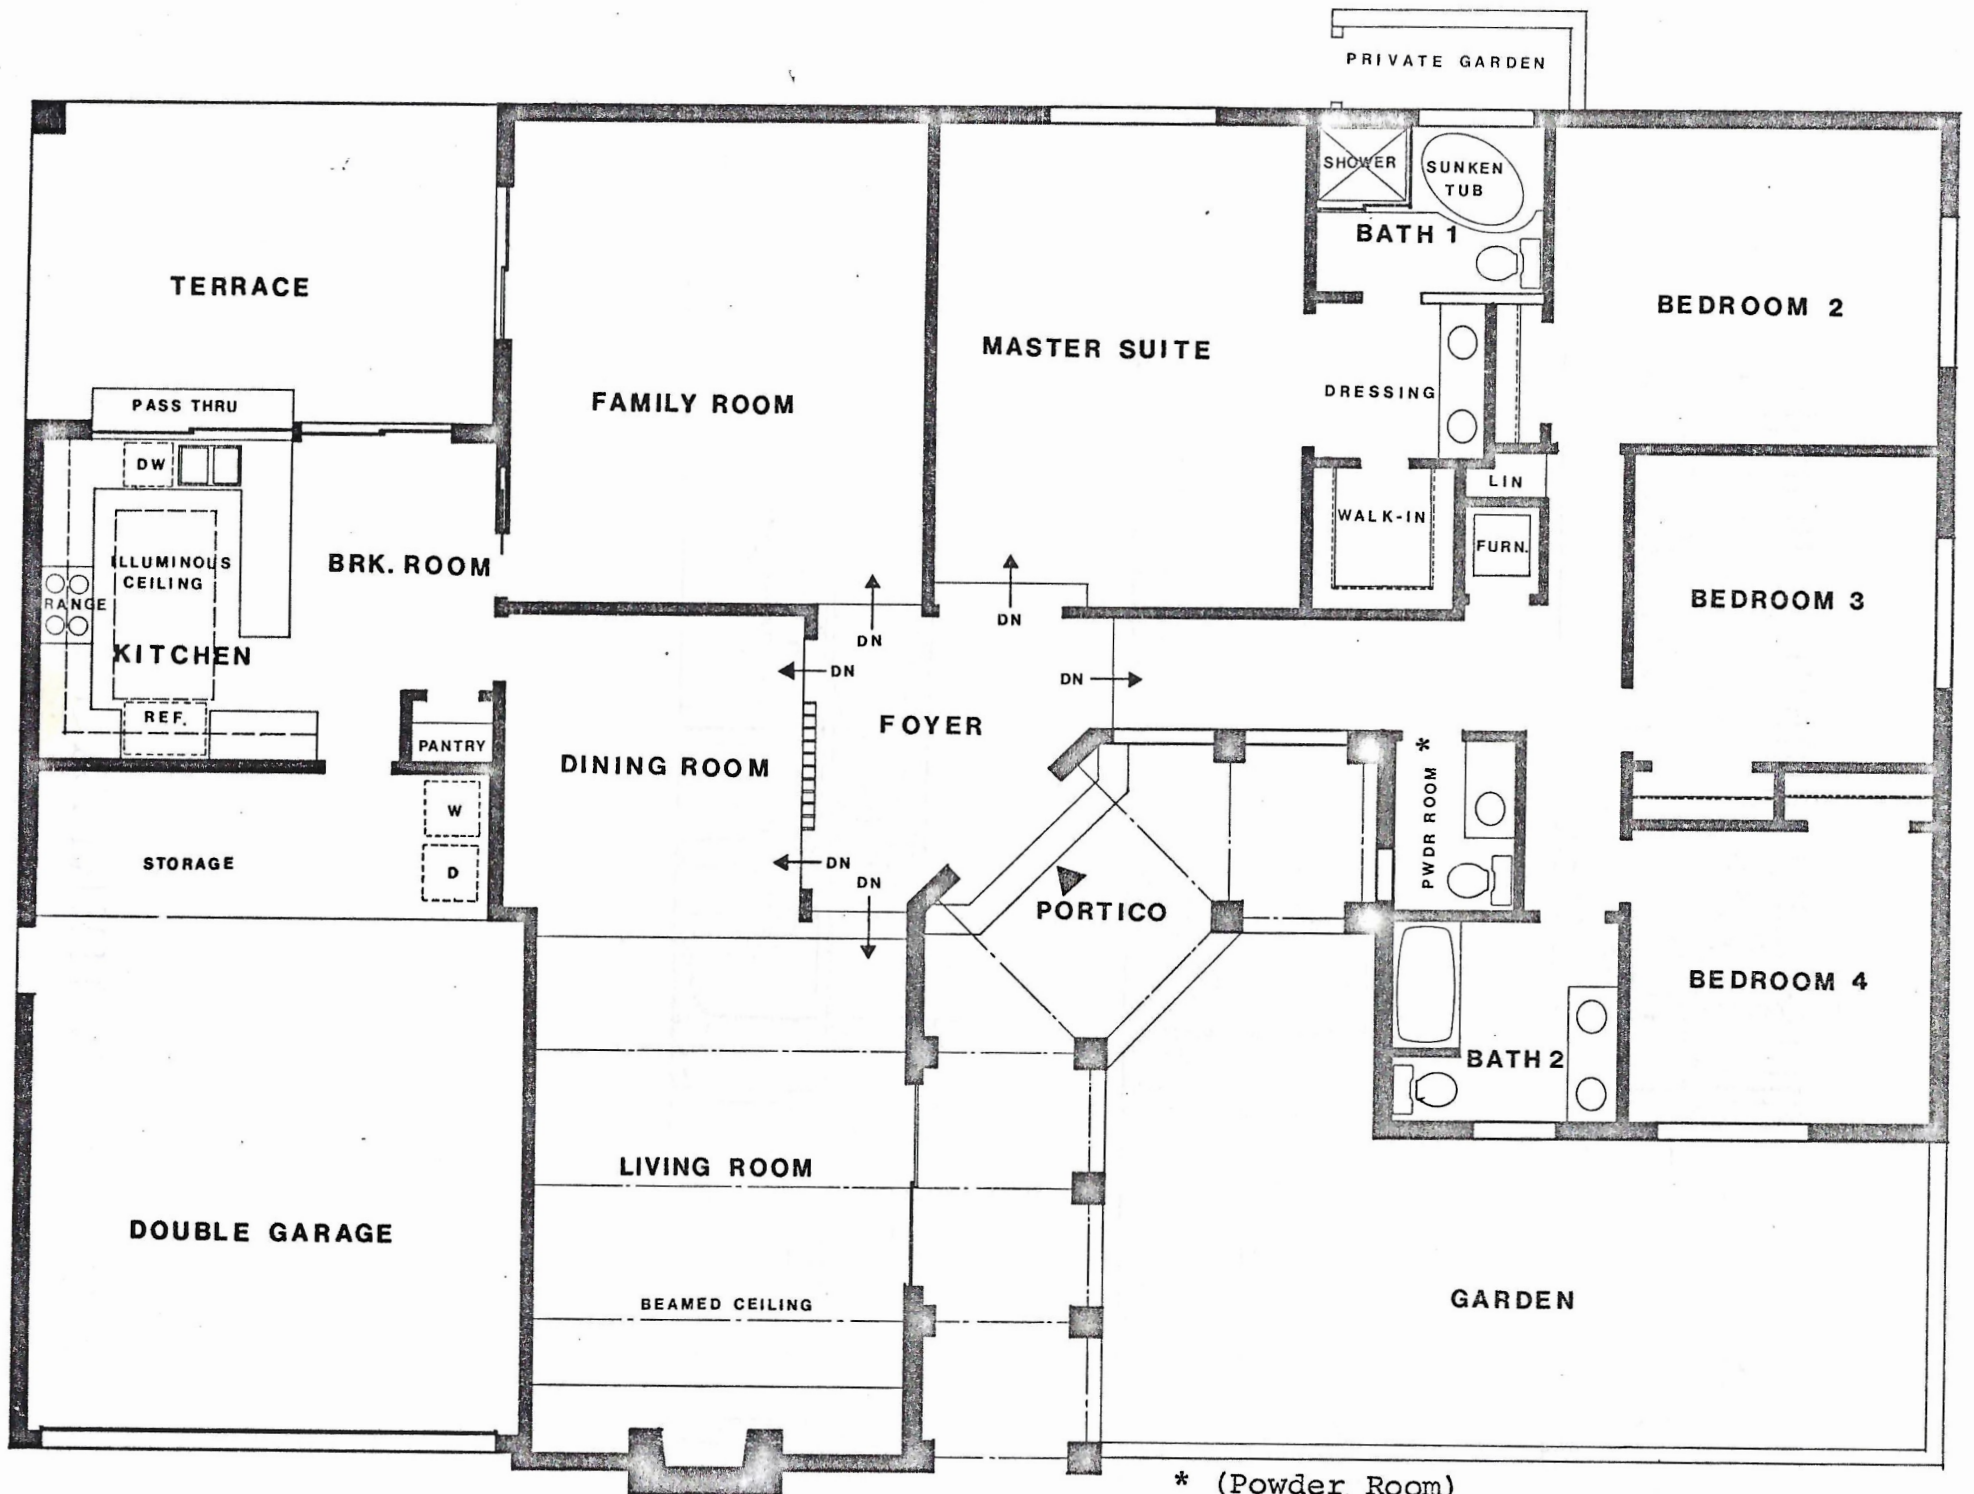 PRIVATE GARDEN
SHOWER
SUNKEN
TUB
BATH 1
TERRACE
BEDROOM 2
MASTER SUITE
FAMILY ROOM
DRESSING
PASS THRU
DW
LIN
WALK-IN
FURN.
BRK. ROOM
ILLUMINOUS
CEILING
RANGE
KITCHEN
BEDROOM 3
DN
DN
DN
DN
REF.
PANTRY
FOYER
DINING ROOM
*
PWDR ROOM
W
D
STORAGE
DN
DN
PORTICO
BEDROOM 4
BATH 2
LIVING ROOM
DOUBLE GARAGE
BEAMED CEILING
GARDEN
* (Powder Room)